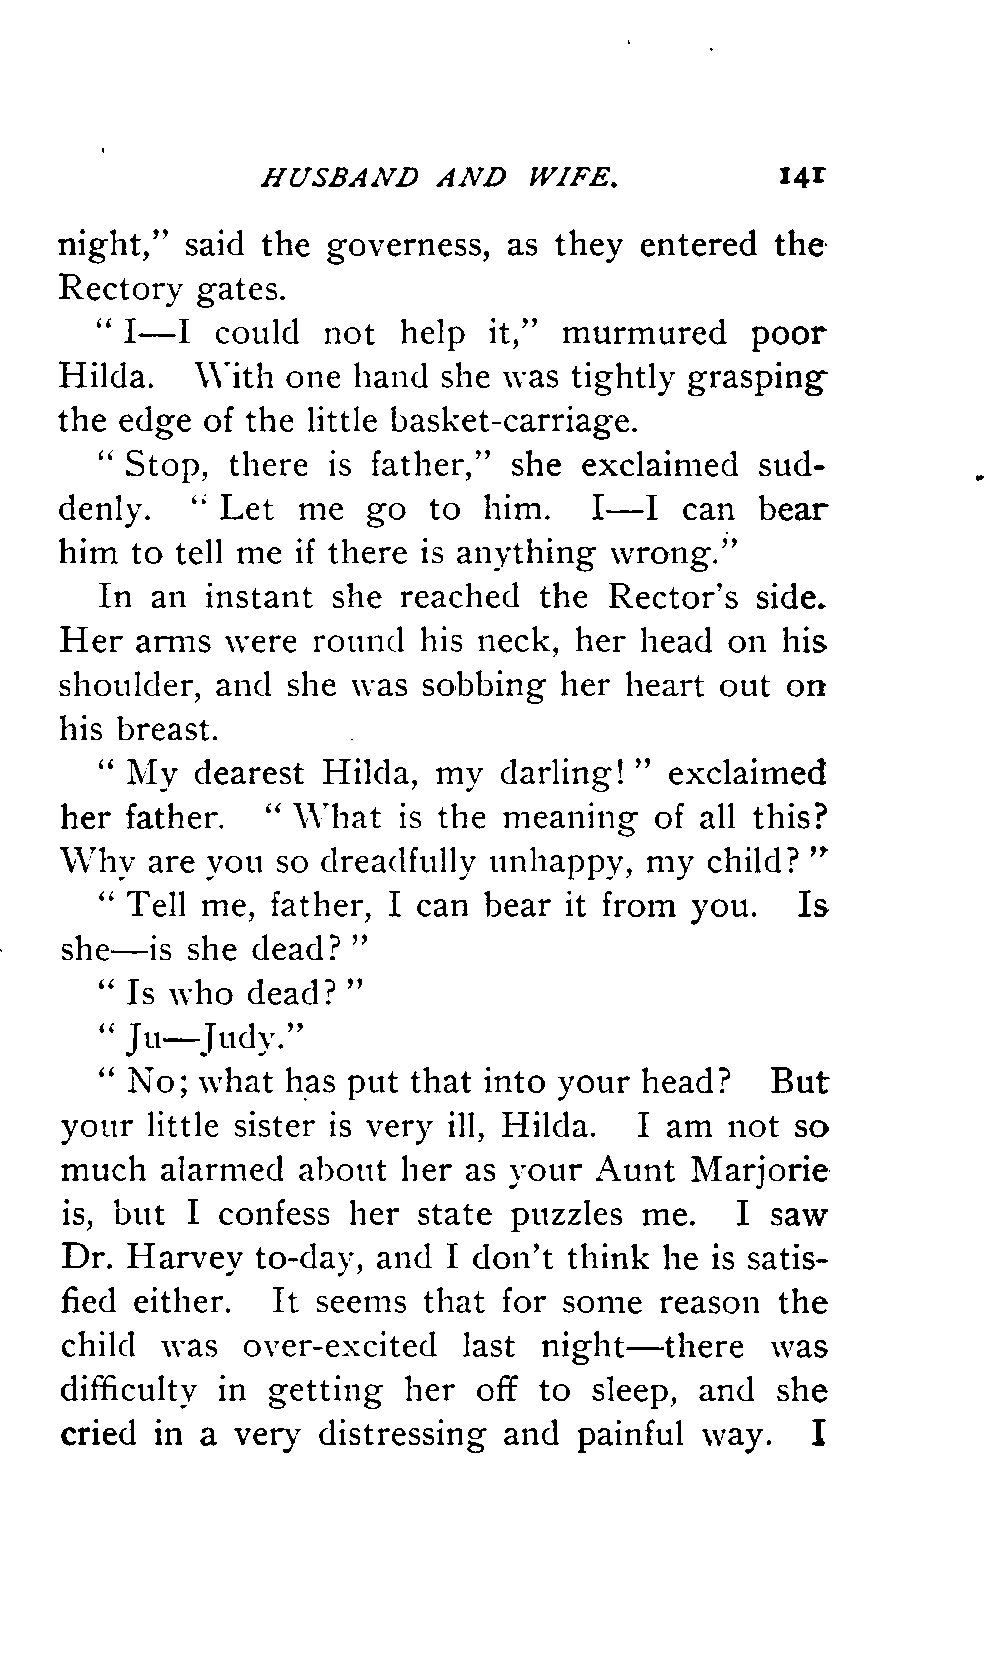 HUSBAND AND WIFE. 141
night,” said the governess, as they entered the
Rectory gates.
“ I—I could not help it,” murmured poor
Hilda. With one hand she was tightly grasping
the edge of the little basket-carriage.
“ Stop, there is father,” she exclaimed sud-
denly. “ Let me go to him. I—I can bear
him to tell me if there is anything wrong.”
In an instant she reached the Rector's side.
Her arms were round his neck, her head on his
shoulder, and she was sobbing her heart out on
his breast.
“ My dearest Hilda, my darling! ” exclaimed
her father. “ What is the meaning of all this?
Why are you so dreadfully unhappy, my child? ”
“ Tell me, father, I can bear it from you. Is
she—is she dead? ”
“ Is who dead? ”
“ Ju—Judy.”
“ No; what has put that into your head? But
your little sister is very ill, Hilda. I am not so
much alarmed about her as your Aunt Marjorie
is, but I confess her state puzzles me. I saw
Dr. Harvey to-day, and I don't think he is satis-
fied either. It seems that for some reason the
child was over-excited last night—there was
difficulty in getting her off to sleep, and she
cried in a very distressing and painful way. I